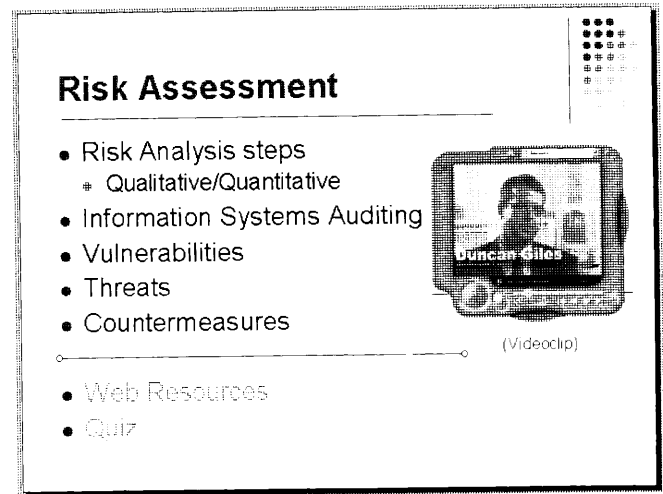 Risk Assessment
Risk Analysis steps
Qualitative/Quantitative
Information Systems Auditing
Vulnerabilities
Threats
Countermeasures
Duncan Giles
(Videoclip)
Web Resources
Quiz